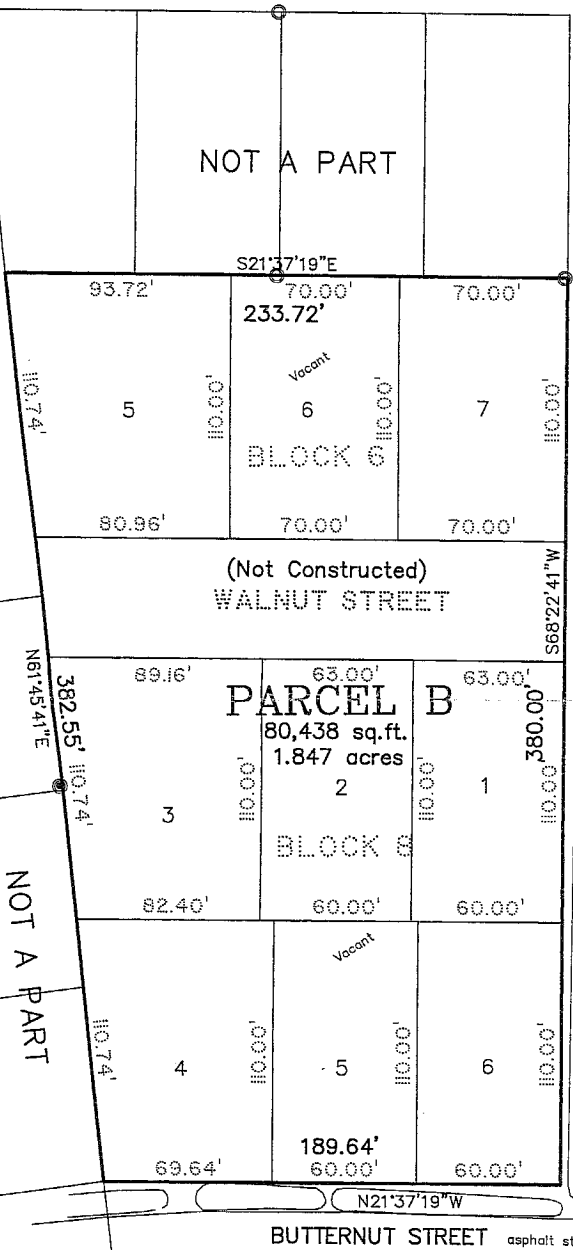 NOT A PART
S21°37'19"E
93.72' 70.00' 70.00'
233.72'
Vacant
110.74' 5 110.00' 6 110.00' 7 110.00'
BLOCK 6
80.96' 70.00' 70.00'
(Not Constructed)
WALNUT STREET
S68°22'41"W
N61°45'41"E
382.55'
89.16' 63.00' 63.00'
PARCEL B
80,438 sq.ft.
1.847 acres
380.00'
110.74' 3 110.00' 2 110.00' 1 110.00'
BLOCK 8
82.40' 60.00' 60.00'
NOT A PART
Vacant
110.74' 4 110.00' 5 110.00' 6 110.00'
189.64'
69.64' 60.00' 60.00'
N21°37'19"W
BUTTERNUT STREET asphalt st